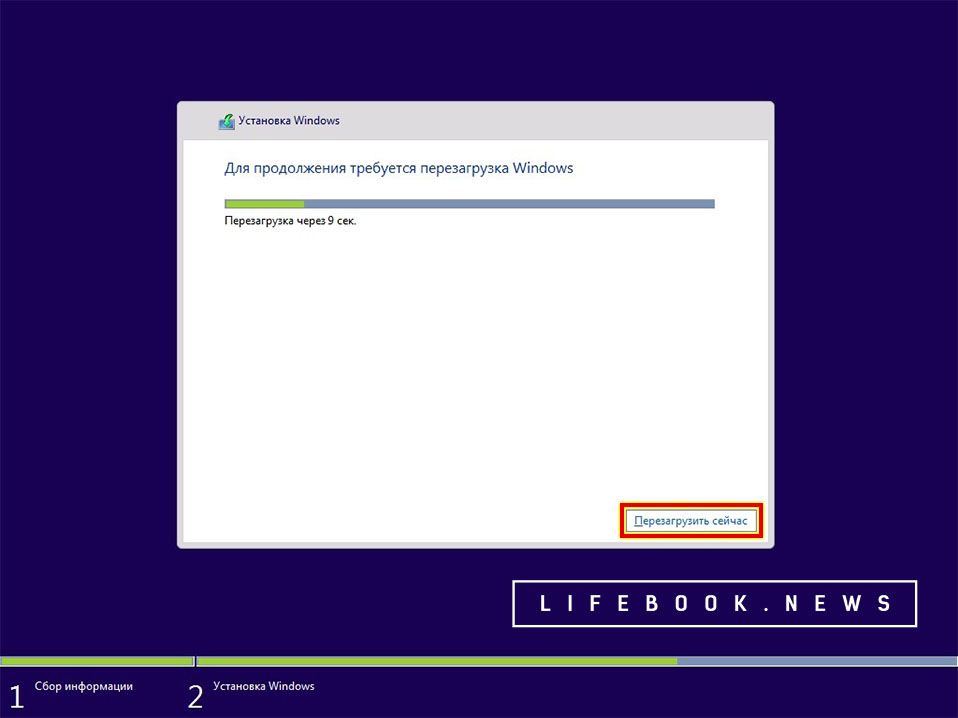 Установка Windows
Для продолжения требуется перезагрузка Windows
Перезагрузка через 9 сек.
Перезагрузить сейчас
LIFEBOOK.NEWS
1 Сбор информации
2 Установка Windows